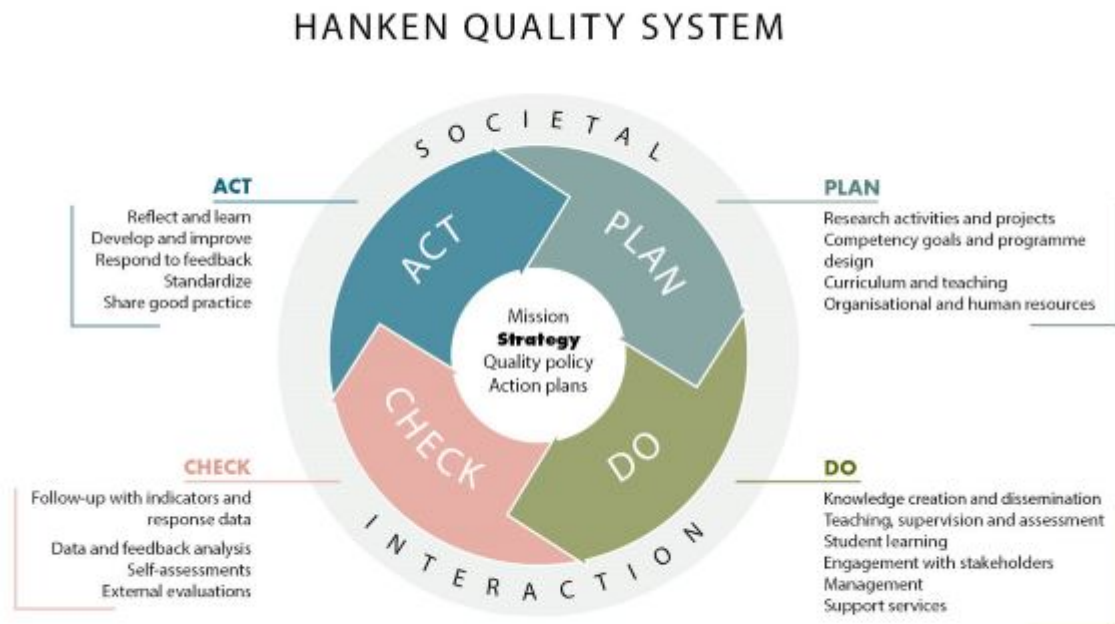 HANKEN QUALITY SYSTEM
SOCIETAL
ACT
Reflect and learn
Develop and improve
Respond to feedback
Standardize
Share good practice
PLAN
Research activities and projects
Competency goals and programme
design
Curriculum and teaching
Organisational and human resources
ACT
PLAN
Mission
Strategy
Quality policy
Action plans
CHECK
DO
CHECK
Follow-up with indicators and
response data
Data and feedback analysis
Self-assessments
External evaluations
DO
Knowledge creation and dissemination
Teaching, supervision and assessment
Student learning
Engagement with stakeholders
Management
Support services
INTERACTION